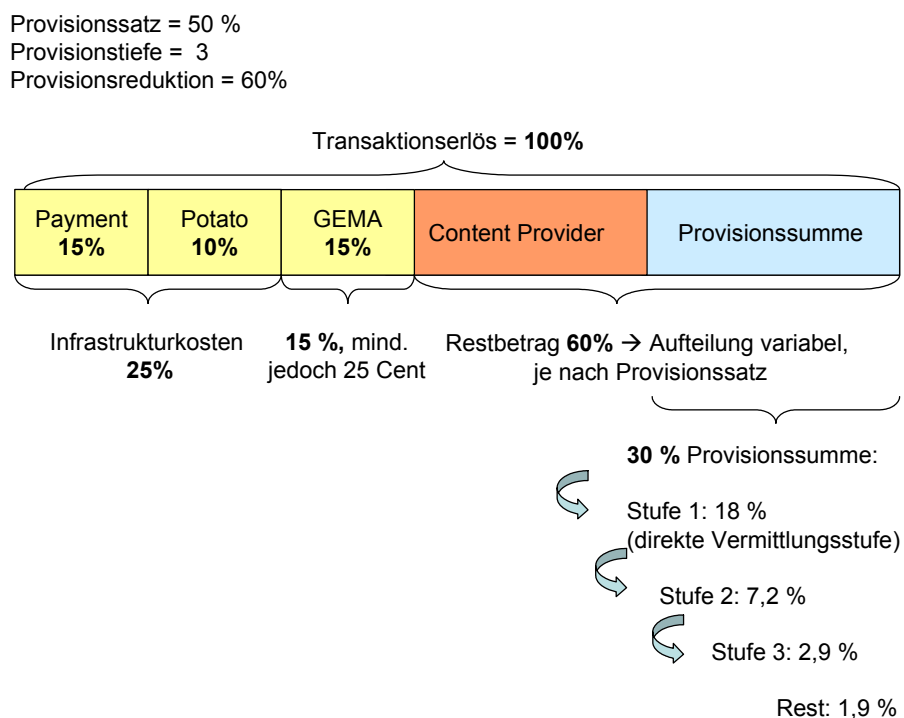 Provisionssatz = 50 %
Provisionstiefe = 3
Provisionsreduktion = 60%
Transaktionserlös = 100%
Payment
15%
Potato
10%
GEMA
15%
Content Provider
Provisionssumme
Infrastrukturkosten
25%
15 %, mind.
jedoch 25 Cent
Restbetrag 60% → Aufteilung variabel,
je nach Provisionssatz
30 % Provisionssumme:
Stufe 1: 18 %
(direkte Vermittlungsstufe)
Stufe 2: 7,2 %
Stufe 3: 2,9 %
Rest: 1,9 %